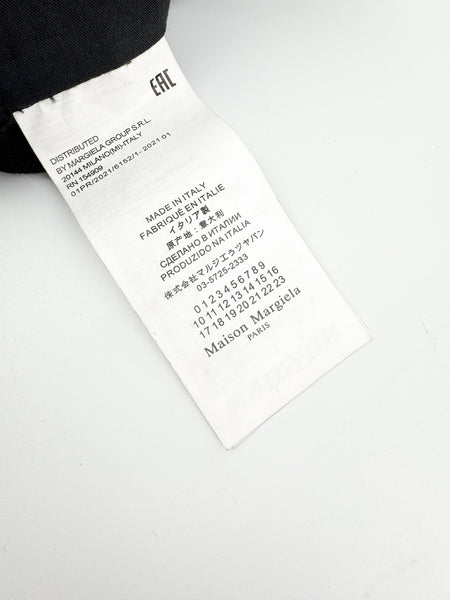 EAC
DISTRIBUTED
BY MARGIELA GROUP S.R.L.
20144 MILANO(MI)-ITALY
RN 154909
01PR/2021/6152/1- 2021 01
MADE IN ITALY
FABRIQUÉ EN ITALIE
イタリア製
原产地：意大利
СДЕЛАНО В ИТАЛИИ
PRODUZIDO NA ITALIA
株式会社マルジエラジャパン
03-5725-2333
0 1 2 3 4 5 6 7 8 9
10 11 12 13 14 15 16
17 18 19 20 21 22 23
Maison Margiela
PARIS